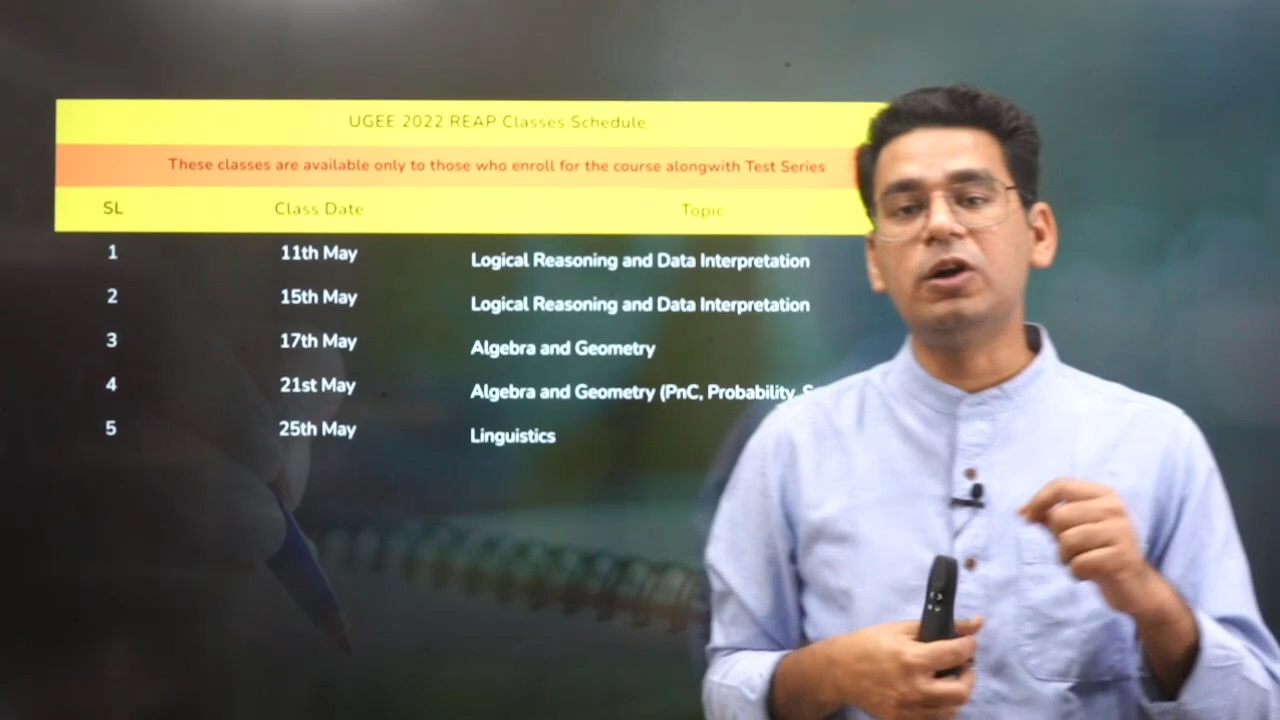 UGEE 2022 REAP Classes Schedule
These classes are available only to those who enroll for the course alongwith Test Series
SL Class Date Topic
1 11th May Logical Reasoning and Data Interpretation
2 15th May Logical Reasoning and Data Interpretation
3 17th May Algebra and Geometry
4 21st May Algebra and Geometry (PnC, Probability,
5 25th May Linguistics